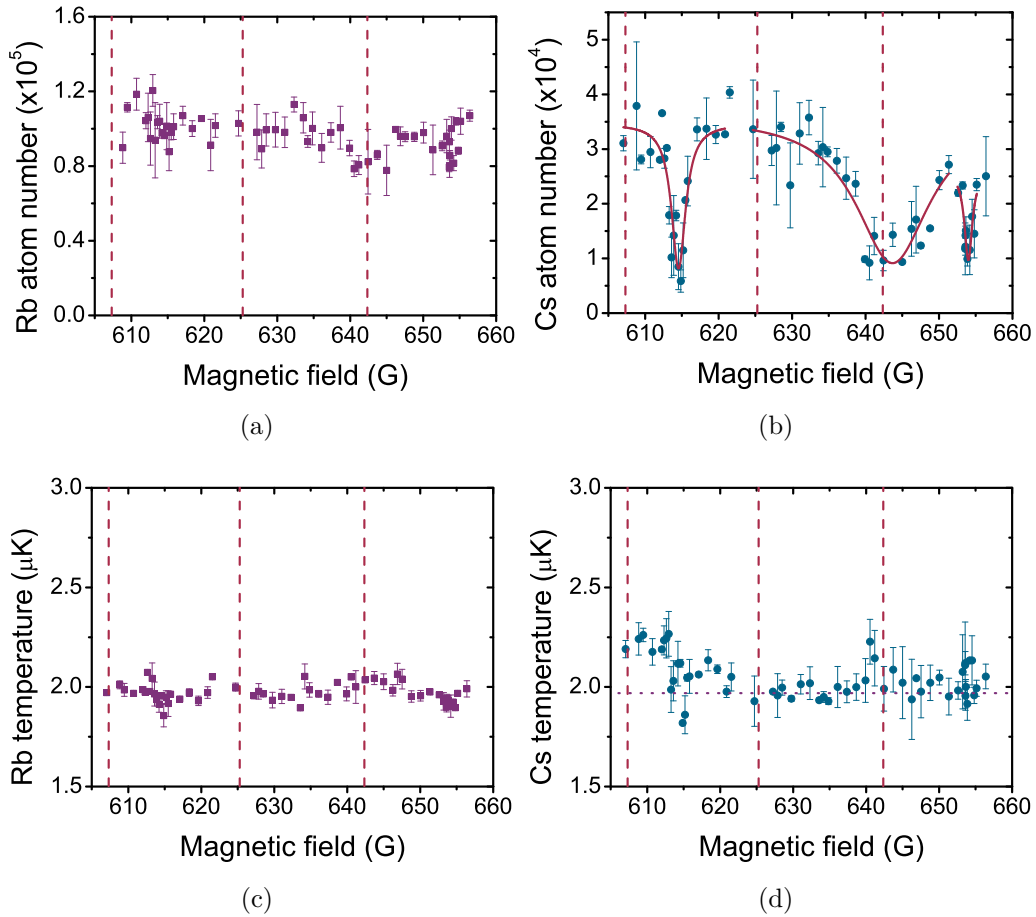 1.6
1.2
0.8
0.4
0.0
610 620 630 640 650 660
Rb atom number (x10⁵)
Magnetic field (G)
(a)
5
4
3
2
1
0
610 620 630 640 650 660
Cs atom number (x10⁴)
Magnetic field (G)
(b)
3.0
2.5
2.0
1.5
610 620 630 640 650 660
Rb temperature (μK)
Magnetic field (G)
(c)
3.0
2.5
2.0
1.5
610 620 630 640 650 660
Cs temperature (μK)
Magnetic field (G)
(d)